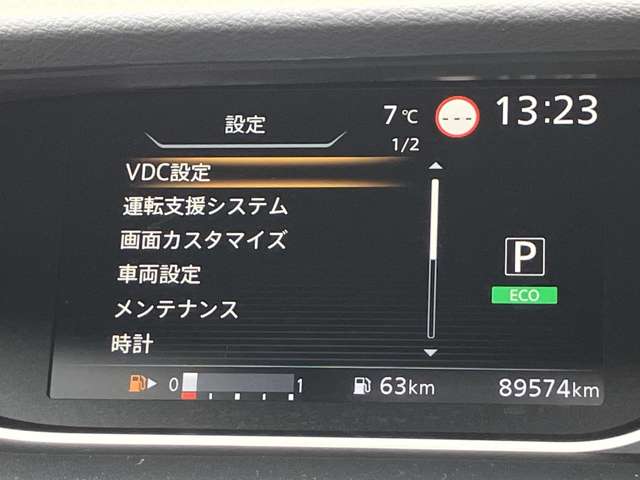 設定
7℃
---
13:23
1/2
VDC設定
運転支援システム
画面カスタマイズ
車両設定
メンテナンス
時計
P
ECO
0
1
63km
89574km